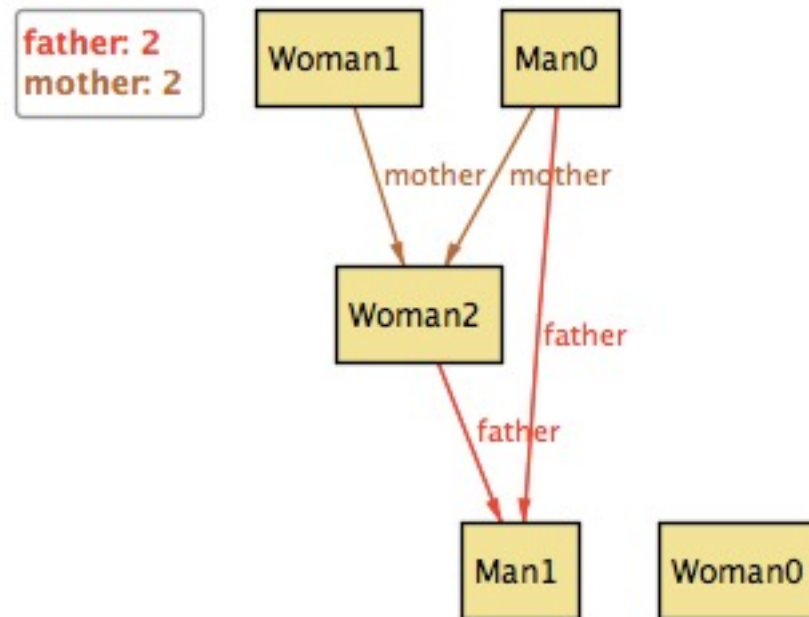 father: 2
mother: 2
Woman1
Man0
mother
mother
Woman2
father
father
Man1
Woman0